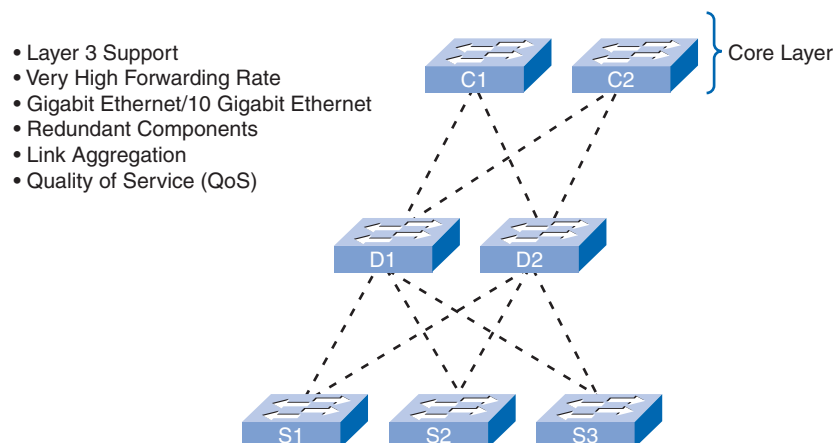 • Layer 3 Support
• Very High Forwarding Rate
• Gigabit Ethernet/10 Gigabit Ethernet
• Redundant Components
• Link Aggregation
• Quality of Service (QoS)
C1
C2
Core Layer
D1
D2
S1
S2
S3